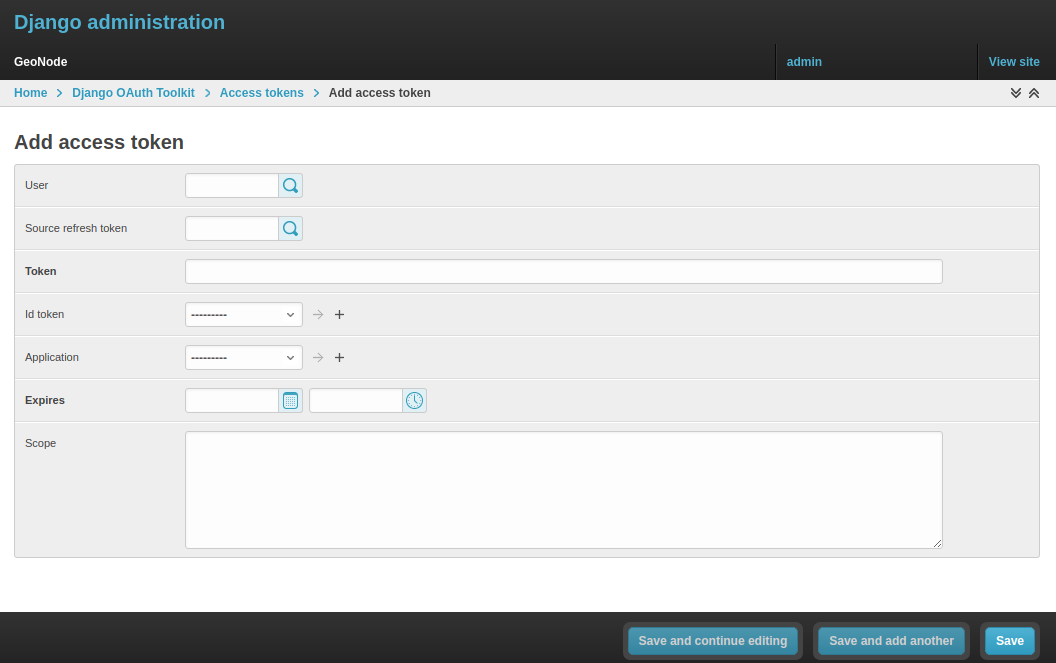 Django administration
GeoNode
admin
View site
Home
Django OAuth Toolkit
Access tokens
Add access token
Add access token
User
Source refresh token
Token
Id token
---------
Application
---------
Expires
Scope
Save and continue editing
Save and add another
Save